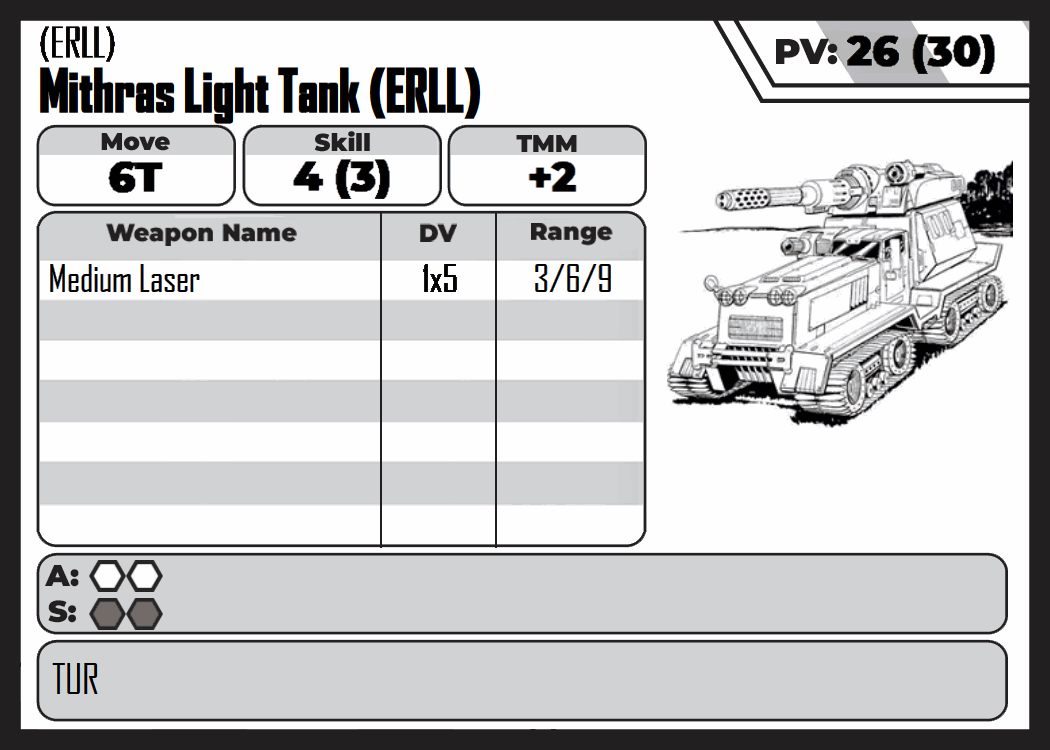 (ERLL)
PV: 26 (30)
Mithras Light Tank (ERLL)
Move Skill TMM
6T 4 (3) +2
Weapon Name DV Range
Medium Laser 1x5 3/6/9
A:
S:
TUR